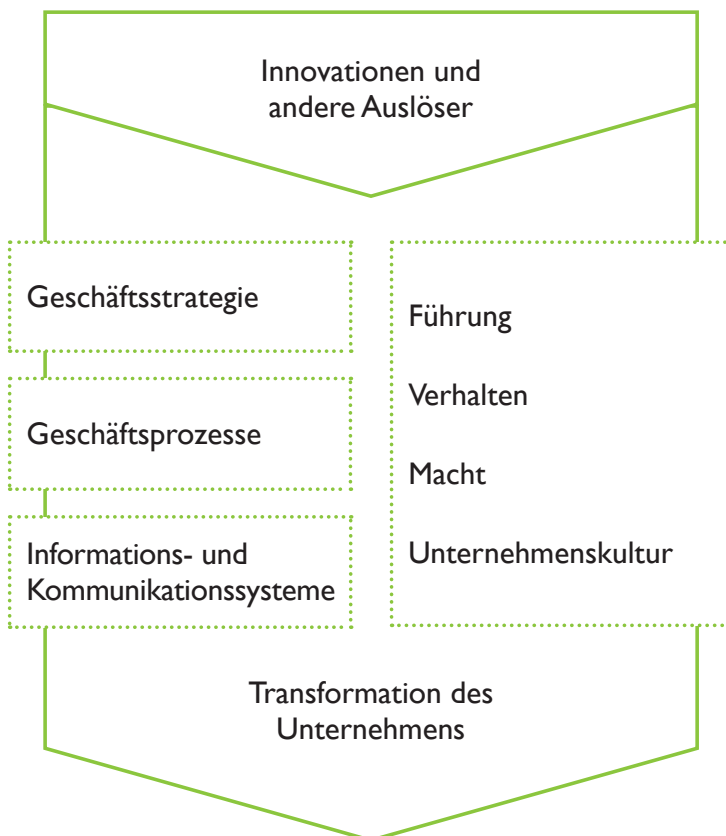 Innovationen und
andere Auslöser
Geschäftsstrategie
Geschäftsprozesse
Informations- und
Kommunikationssysteme
Führung
Verhalten
Macht
Unternehmenskultur
Transformation des
Unternehmens